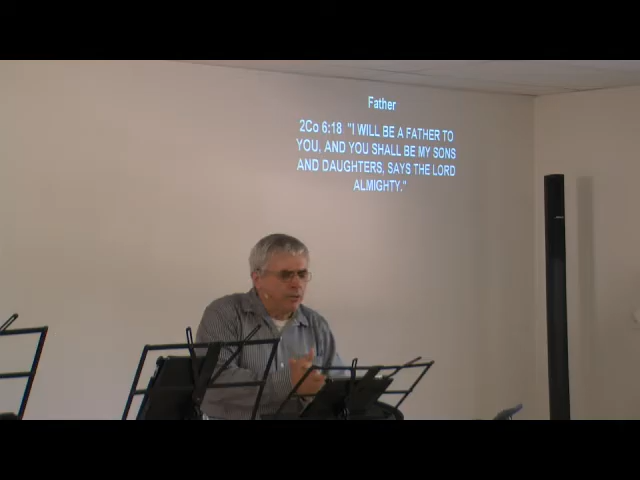 Father
2Co 6:18 "I WILL BE A FATHER TO
YOU, AND YOU SHALL BE MY SONS
AND DAUGHTERS, SAYS THE LORD
ALMIGHTY."